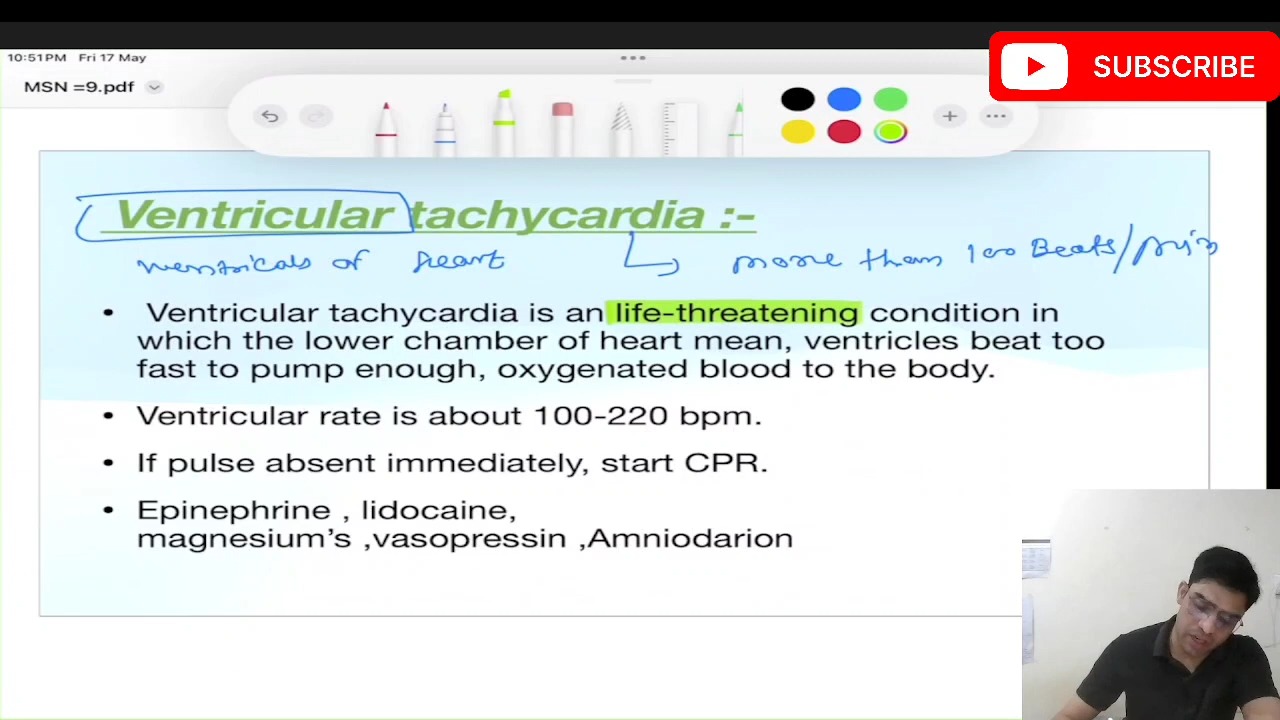 10:51PM Fri 17 May
MSN =9.pdf
SUBSCRIBE
Ventricular tachycardia :-
ventricals of heart
more than 100 Beats/min
• Ventricular tachycardia is an life-threatening condition in
which the lower chamber of heart mean, ventricles beat too
fast to pump enough, oxygenated blood to the body.
• Ventricular rate is about 100-220 bpm.
• If pulse absent immediately, start CPR.
• Epinephrine , lidocaine,
magnesium’s ,vasopressin ,Amniodarion